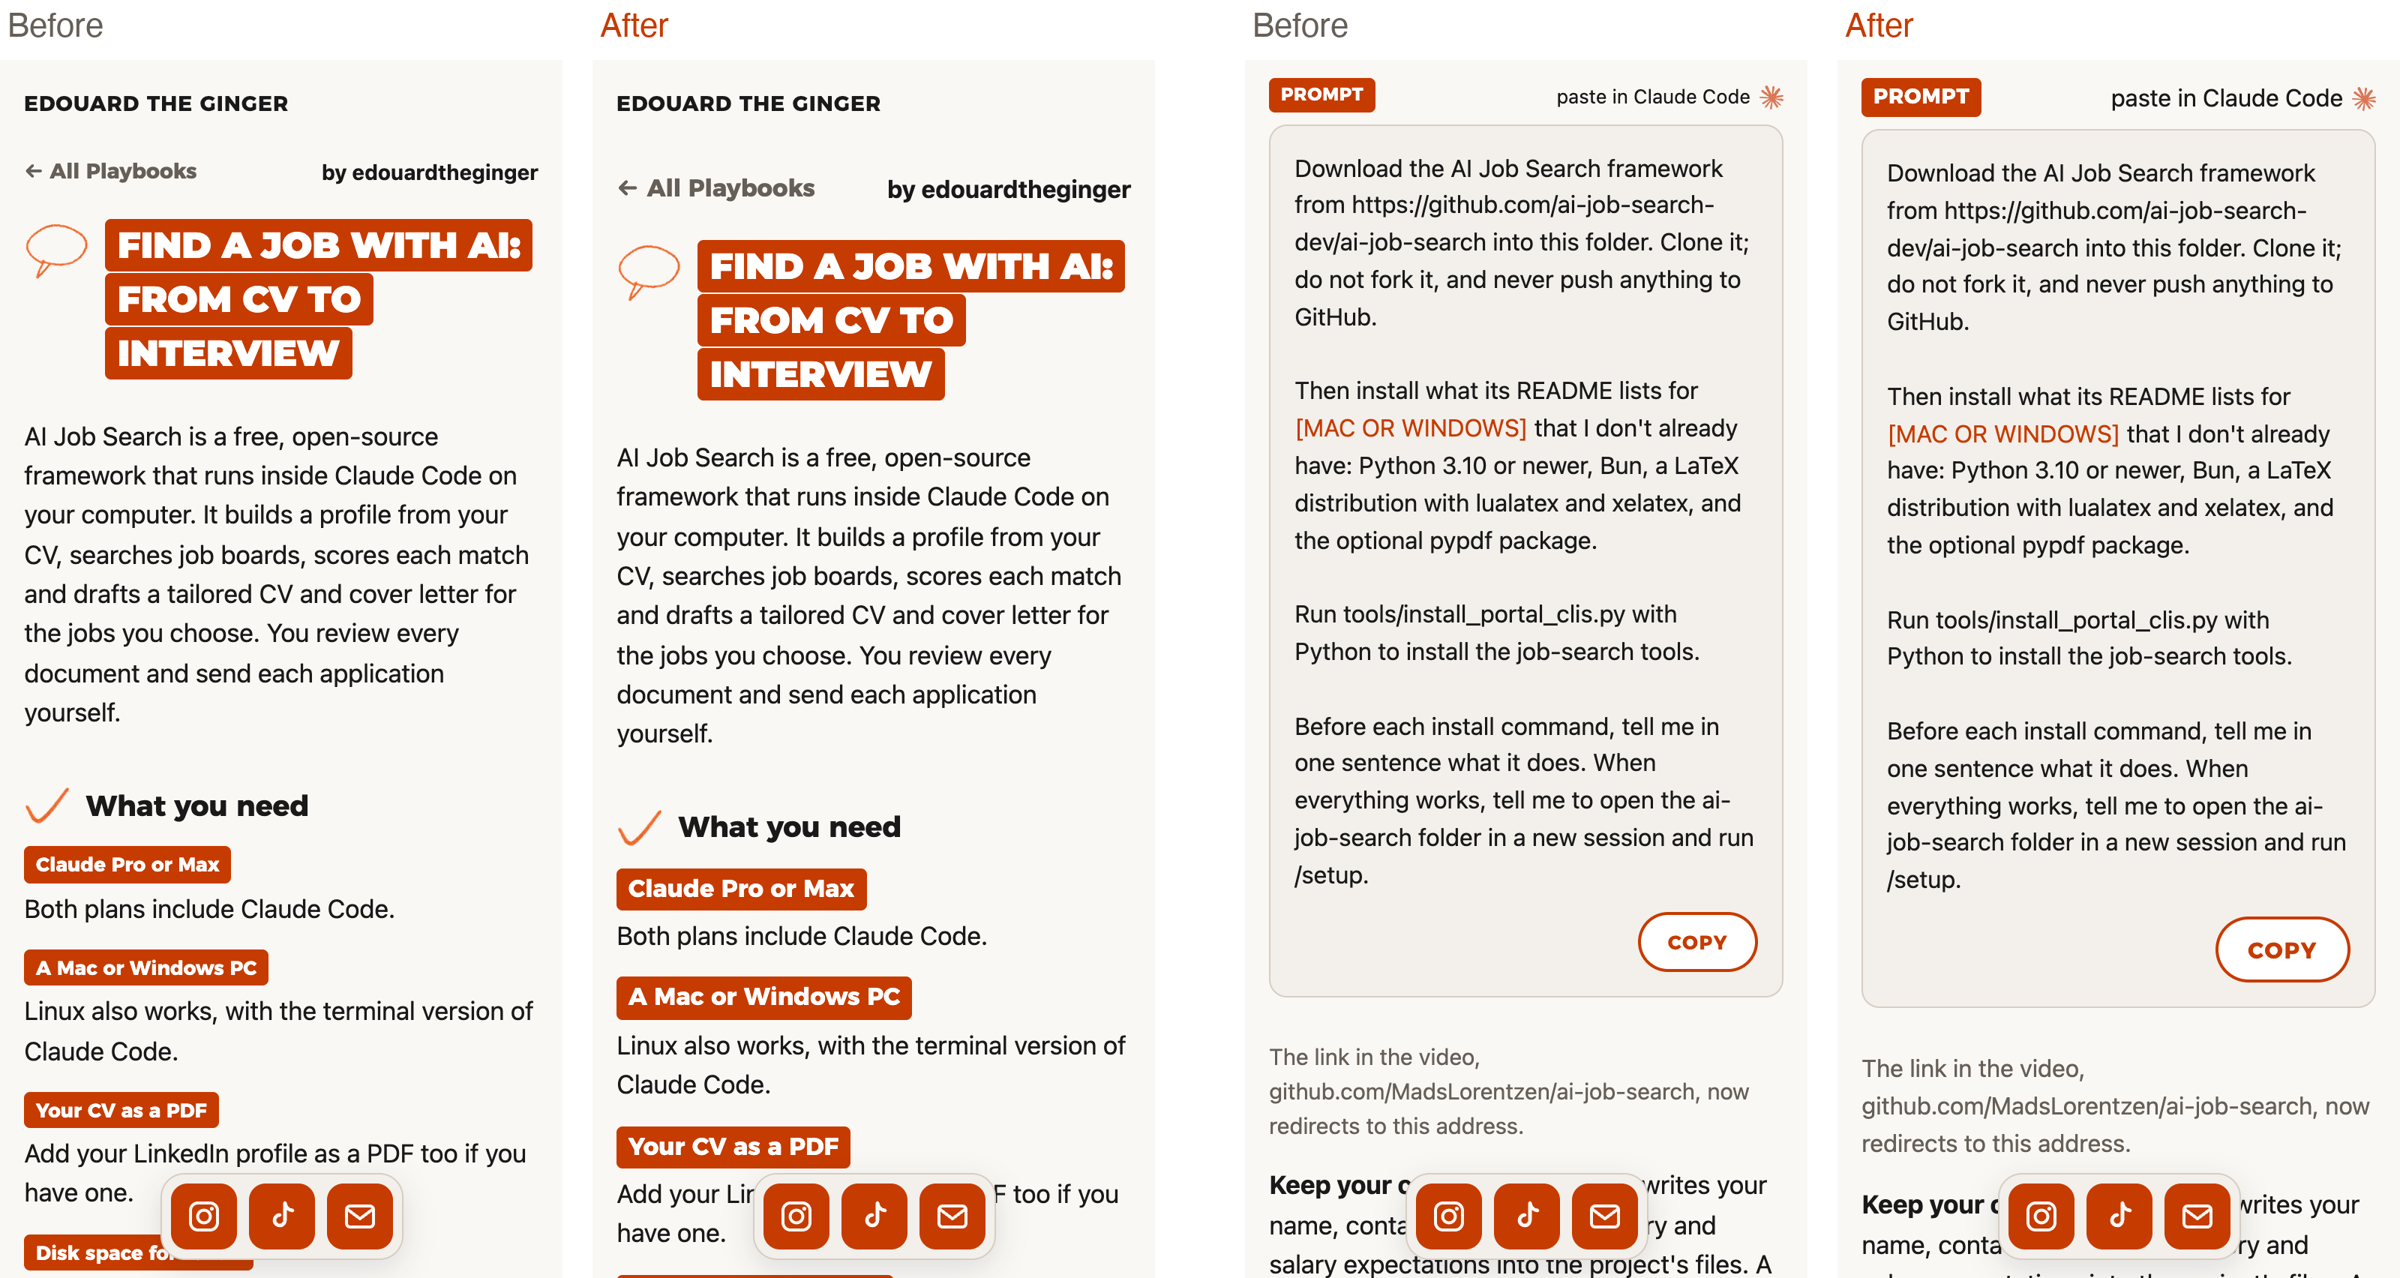 Before
EDOUARD THE GINGER
← All Playbooks
by edouardtheginger
FIND A JOB WITH AI:
FROM CV TO
INTERVIEW
AI Job Search is a free, open-source
framework that runs inside Claude Code on
your computer. It builds a profile from your
CV, searches job boards, scores each match
and drafts a tailored CV and cover letter for
the jobs you choose. You review every
document and send each application
yourself.
What you need
Claude Pro or Max
Both plans include Claude Code.
A Mac or Windows PC
Linux also works, with the terminal version of
Claude Code.
Your CV as a PDF
Add your LinkedIn profile as a PDF too if you
have one.
Disk space
After
EDOUARD THE GINGER
← All Playbooks
by edouardtheginger
FIND A JOB WITH AI:
FROM CV TO
INTERVIEW
AI Job Search is a free, open-source
framework that runs inside Claude Code on
your computer. It builds a profile from your
CV, searches job boards, scores each match
and drafts a tailored CV and cover letter for
the jobs you choose. You review every
document and send each application
yourself.
What you need
Claude Pro or Max
Both plans include Claude Code.
A Mac or Windows PC
Linux also works, with the terminal version of
Claude Code.
Your CV as a PDF
Add your too if you
have one.
Before
PROMPT
paste in Claude Code
Download the AI Job Search framework
from https://github.com/ai-job-search-
dev/ai-job-search into this folder. Clone it;
do not fork it, and never push anything to
GitHub.
Then install what its README lists for
[MAC OR WINDOWS] that I don't already
have: Python 3.10 or newer, Bun, a LaTeX
distribution with lualatex and xelatex, and
the optional pypdf package.
Run tools/install_portal_clis.py with
Python to install the job-search tools.
Before each install command, tell me in
one sentence what it does. When
everything works, tell me to open the ai-
job-search folder in a new session and run
/setup.
COPY
The link in the video,
github.com/MadsLorentzen/ai-job-search, now
redirects to this address.
Keep your writes your
name, and
salary expectations into the project's files. A
After
PROMPT
paste in Claude Code
Download the AI Job Search framework
from https://github.com/ai-job-search-
dev/ai-job-search into this folder. Clone it;
do not fork it, and never push anything to
GitHub.
Then install what its README lists for
[MAC OR WINDOWS] that I don't already
have: Python 3.10 or newer, Bun, a LaTeX
distribution with lualatex and xelatex, and
the optional pypdf package.
Run tools/install_portal_clis.py with
Python to install the job-search tools.
Before each install command, tell me in
one sentence what it does. When
everything works, tell me to open the ai-
job-search folder in a new session and run
/setup.
COPY
The link in the video,
github.com/MadsLorentzen/ai-job-search, now
redirects to this address.
Keep your writes your
name, and